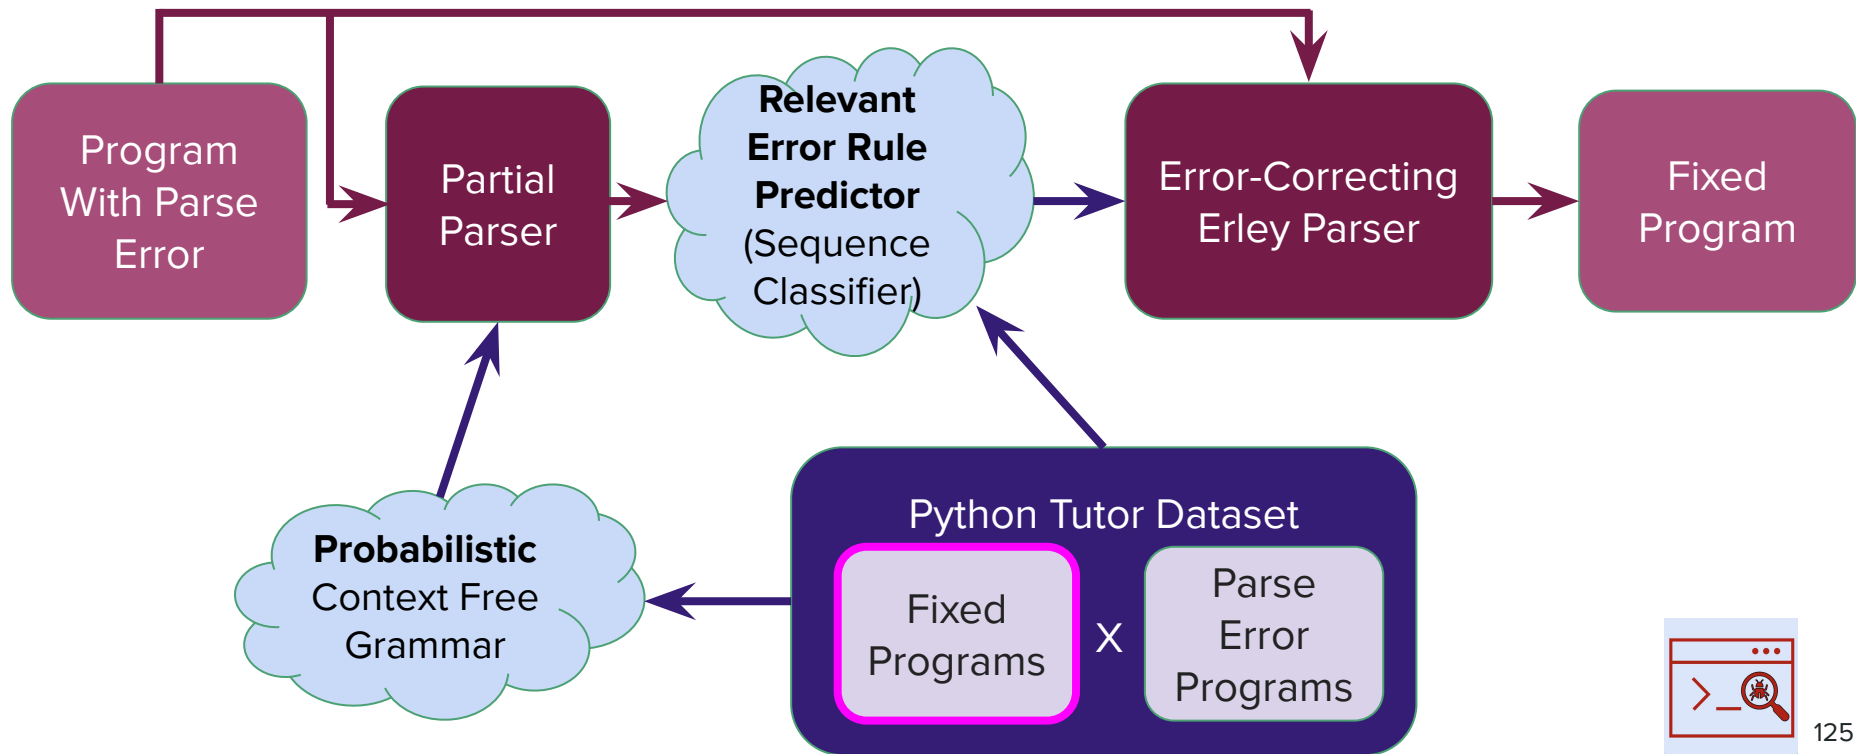 Program
With Parse
Error
Partial
Parser
Relevant
Error Rule
Predictor
(Sequence
Classifier)
Error-Correcting
Erley Parser
Fixed
Program
Probabilistic
Context Free
Grammar
Python Tutor Dataset
Fixed
Programs
X
Parse
Error
Programs
>_
125